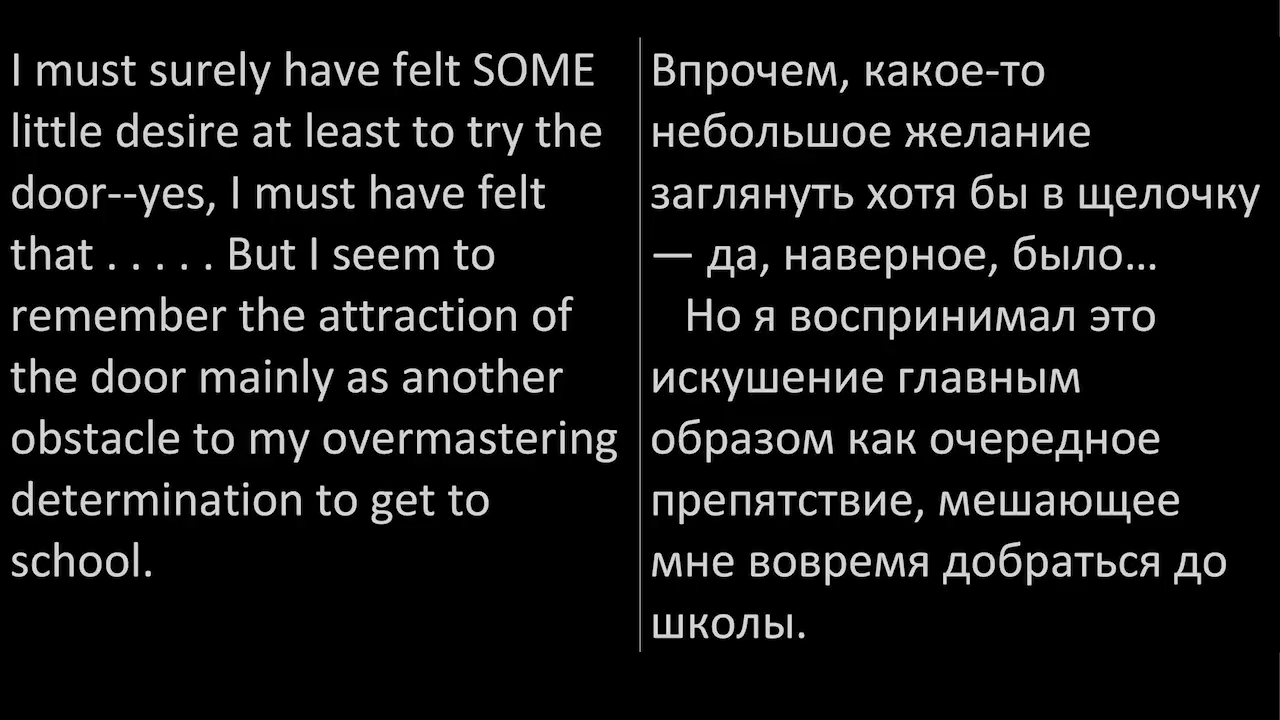 I must surely have felt SOME
little desire at least to try the
door--yes, I must have felt
that . . . . . But I seem to
remember the attraction of
the door mainly as another
obstacle to my overmastering
determination to get to
school.
Впрочем, какое-то
небольшое желание
заглянуть хотя бы в щелочку
— да, наверное, было…
Но я воспринимал это
искушение главным
образом как очередное
препятствие, мешающее
мне вовремя добраться до
школы.